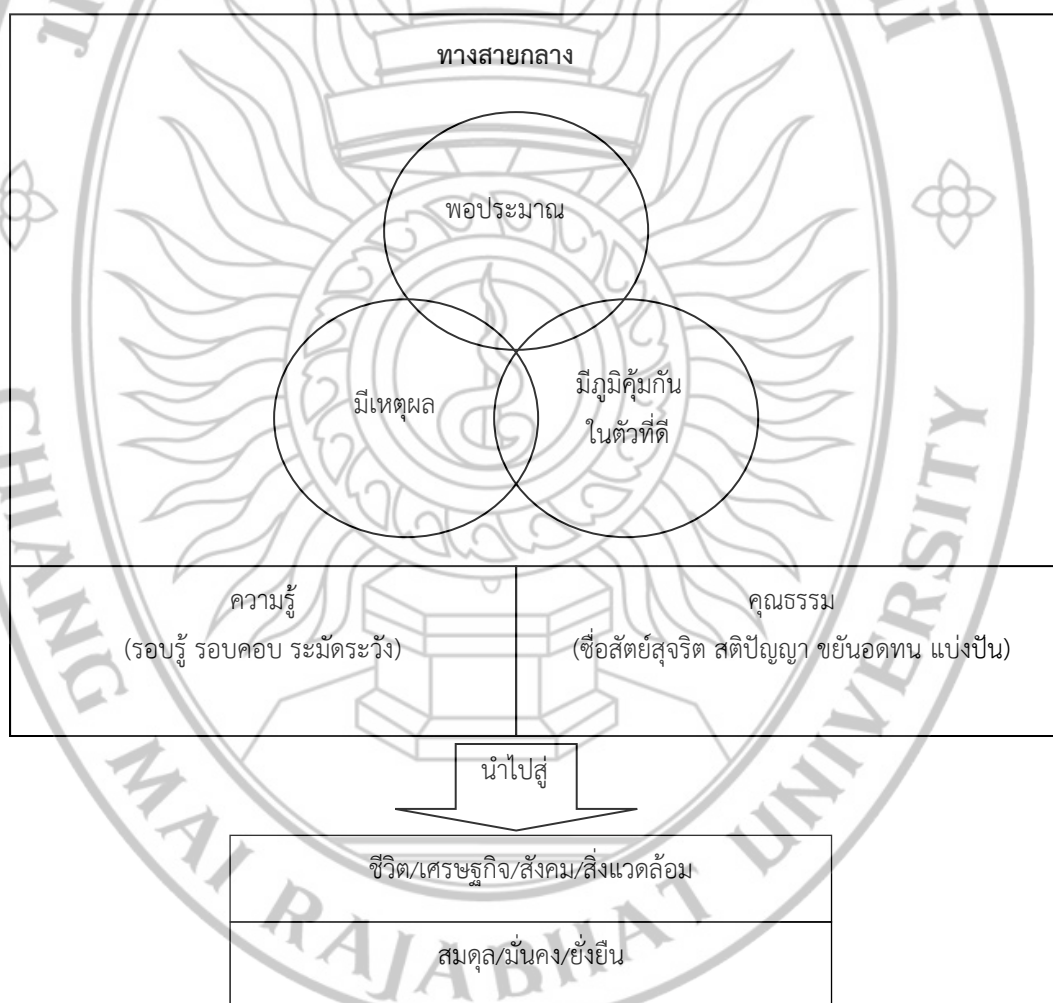 ทางสายกลาง
พอประมาณ
มีเหตุผล
มีภูมิคุ้มกัน
ในตัวที่ดี
ความรู้
(รอบรู้ รอบคอบ ระมัดระวัง)
คุณธรรม
(ซื่อสัตย์สุจริต สติปัญญา ขยันอดทน แบ่งปัน)
นำไปสู่
ชีวิต/เศรษฐกิจ/สังคม/สิ่งแวดล้อม
สมดุล/มั่นคง/ยั่งยืน
CHIANG MAI RAJABHAT UNIVERSITY